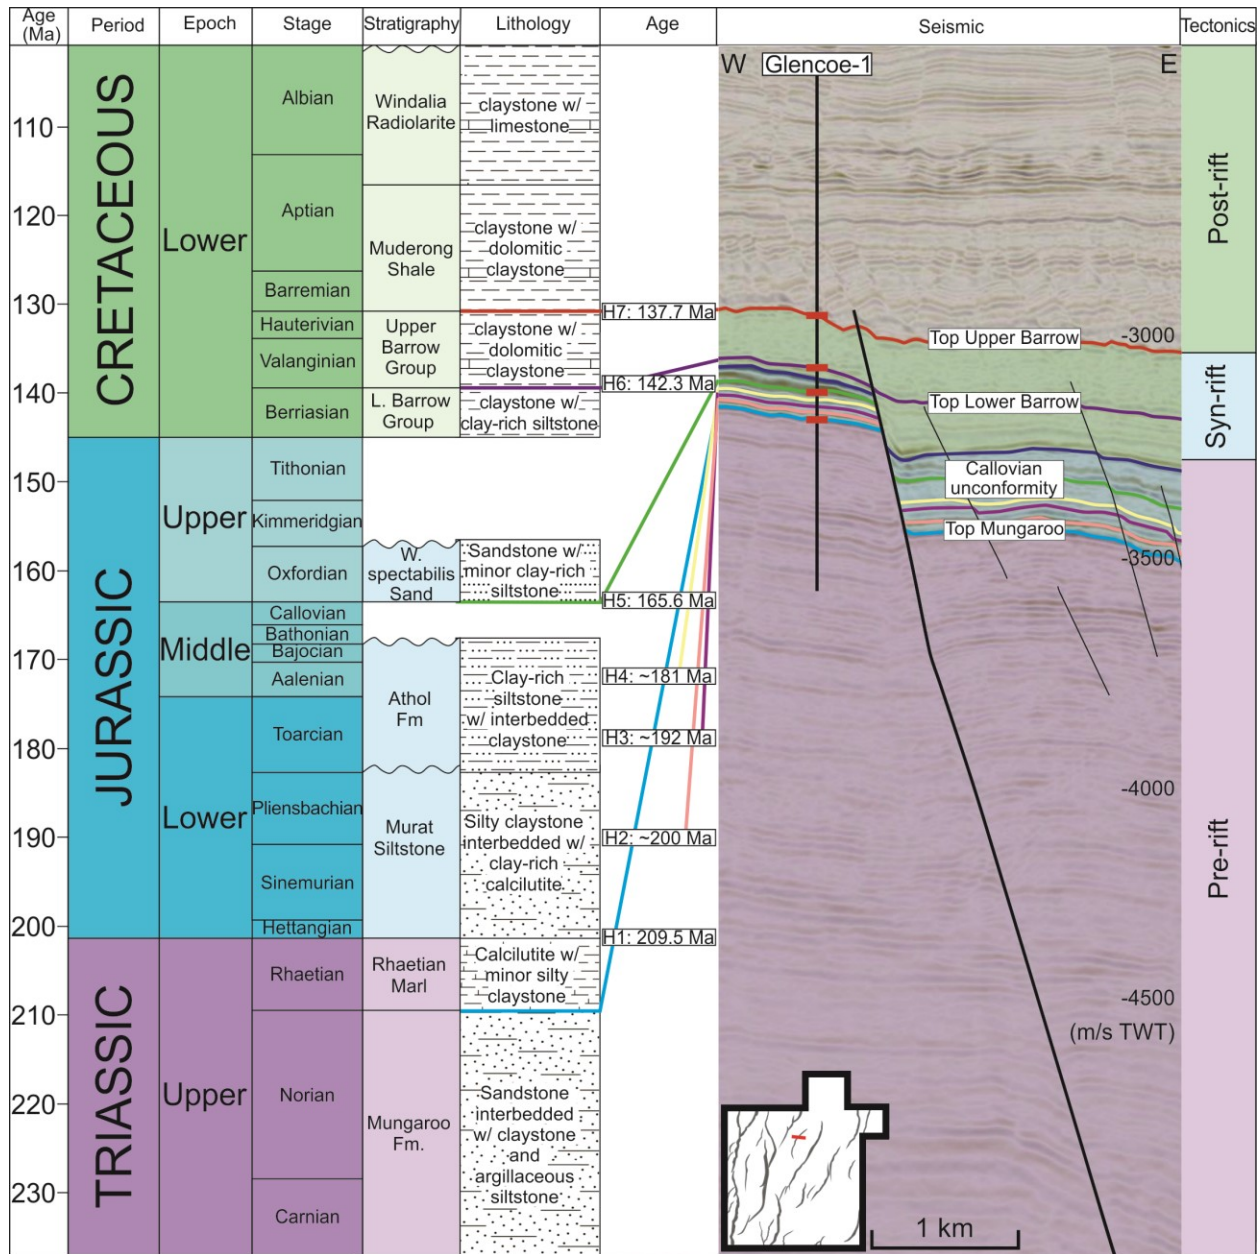 Age
(Ma)
Period
Epoch
Stage
Stratigraphy
Lithology
Age
Seismic
Tectonics
110
120
130
140
150
160
170
180
190
200
210
220
230
CRETACEOUS
JURASSIC
TRIASSIC
Lower
Upper
Middle
Lower
Upper
Albian
Aptian
Barremian
Hauterivian
Valanginian
Berriasian
Tithonian
Kimmeridgian
Oxfordian
Callovian
Bathonian
Bajocian
Aalenian
Toarcian
Pliensbachian
Sinemurian
Hettangian
Rhaetian
Norian
Carnian
Windalia
Radiolarite
Muderong
Shale
Upper
Barrow
Group
L. Barrow
Group
W.
spectabilis
Sand
Athol
Fm
Murat
Siltstone
Rhaetian
Marl
Mungaroo
Fm.
claystone w/
limestone
claystone w/
dolomitic
claystone
claystone w/
dolomitic
claystone
claystone w/
clay-rich siltstone
Sandstone w/
minor clay-rich
siltstone
Clay-rich
siltstone
w/ interbedded
claystone
Silty claystone
interbedded w/
clay-rich
calcilutite
Calcilutite w/
minor silty
claystone
Sandstone
interbedded
w/ claystone
and
argillaceous
siltstone
H7: 137.7 Ma
H6: 142.3 Ma
H5: 165.6 Ma
H4: ~181 Ma
H3: ~192 Ma
H2: ~200 Ma
H1: 209.5 Ma
W
Glencoe-1
E
Top Upper Barrow
-3000
Top Lower Barrow
Callovian
unconformity
Top Mungaroo
-3500
-4000
-4500
(m/s TWT)
1 km
Post-rift
Syn-rift
Pre-rift